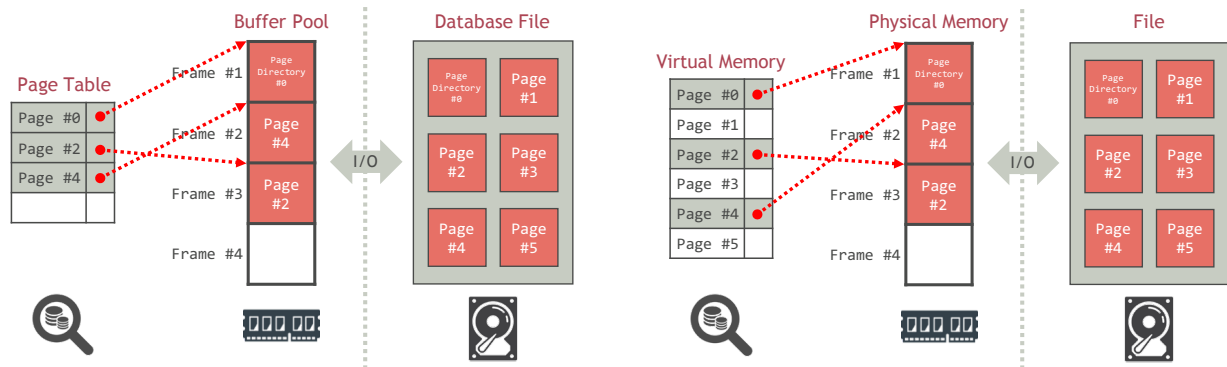 Buffer Pool
Database File
Page Table
Page #0
Page #2
Page #4
Frame #1
Frame #2
Frame #3
Frame #4
Page
Directory
#0
Page
#4
Page
#2
I/O
Page
Directory
#0
Page
#1
Page
#2
Page
#3
Page
#4
Page
#5
Physical Memory
File
Virtual Memory
Page #0
Page #1
Page #2
Page #3
Page #4
Page #5
Frame #1
Frame #2
Frame #3
Frame #4
Page
Directory
#0
Page
#4
Page
#2
I/O
Page
Directory
#0
Page
#1
Page
#2
Page
#3
Page
#4
Page
#5